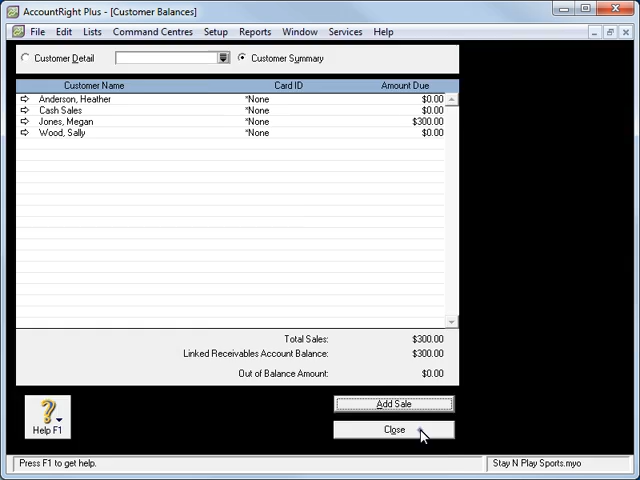 AccountRight Plus - [Customer Balances]
File Edit Lists Command Centres Setup Reports Window Services Help
Customer Detail Customer Summary
Customer Name Card ID Amount Due
Anderson, Heather *None $0.00
Cash Sales *None $0.00
Jones, Megan *None $300.00
Wood, Sally *None $0.00
Total Sales: $300.00
Linked Receivables Account Balance: $300.00
Out of Balance Amount: $0.00
Add Sale
Help F1
Close
Press F1 to get help. Stay N Play Sports.myo